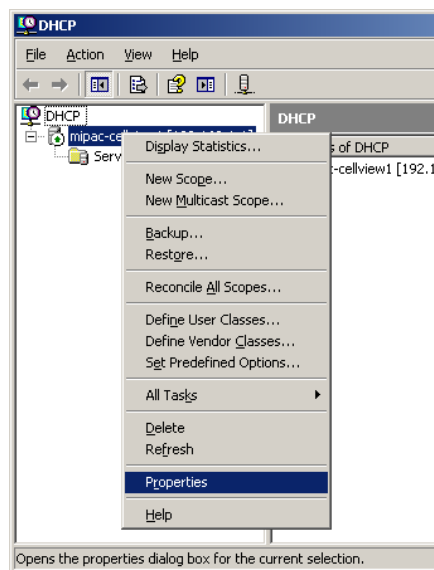 DHCP
File Action View Help
DHCP
DHCP
mipac-ce
s of DHCP
Serv
-cellview1 [192.1
Display Statistics...
New Scope...
New Multicast Scope...
Backup...
Restore...
Reconcile All Scopes...
Define User Classes...
Define Vendor Classes...
Set Predefined Options...
All Tasks
Delete
Refresh
Properties
Help
Opens the properties dialog box for the current selection.